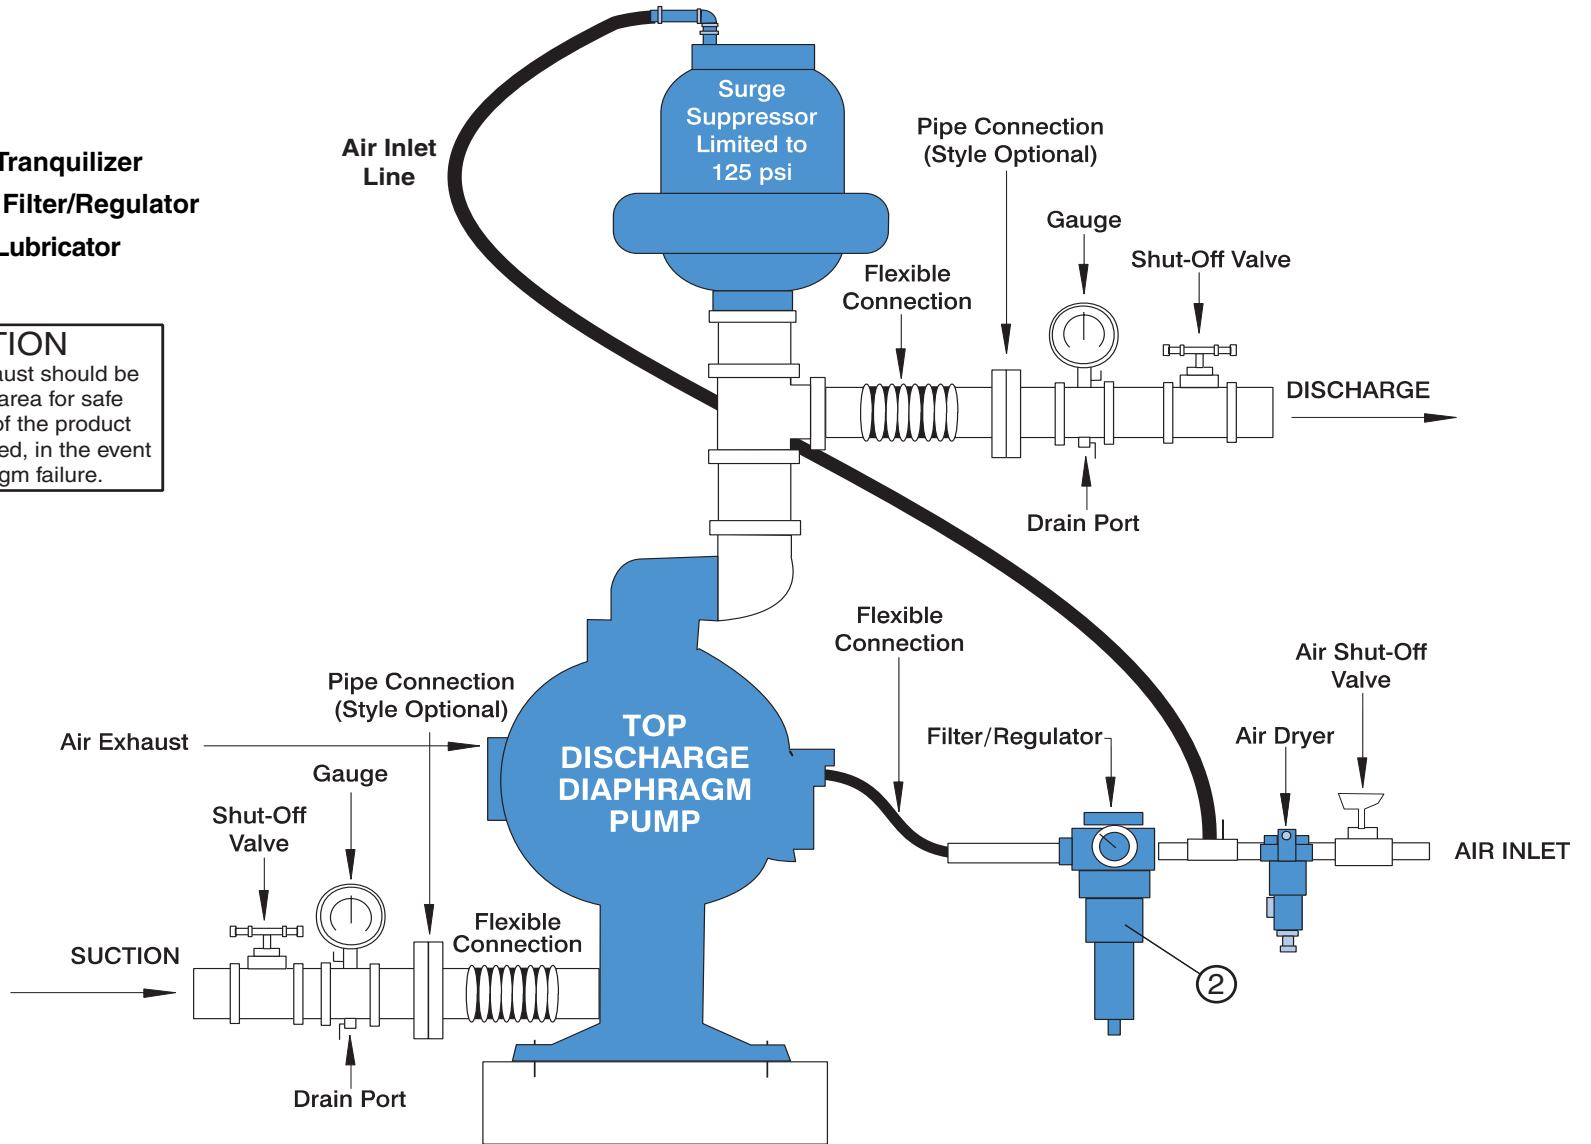 Tranquilizer
Filter/Regulator
Lubricator
TION
aust should be
area for safe
of the product
ed, in the event
gm failure.
Air Inlet
Line
Surge
Suppressor
Limited to
125 psi
Pipe Connection
(Style Optional)
Gauge
Shut-Off Valve
Flexible
Connection
DISCHARGE
Drain Port
Flexible
Connection
Air Shut-Off
Valve
Filter/Regulator
Air Dryer
AIR INLET
2
Pipe Connection
(Style Optional)
Air Exhaust
TOP
DISCHARGE
DIAPHRAGM
PUMP
Gauge
Shut-Off
Valve
Flexible
Connection
SUCTION
Drain Port